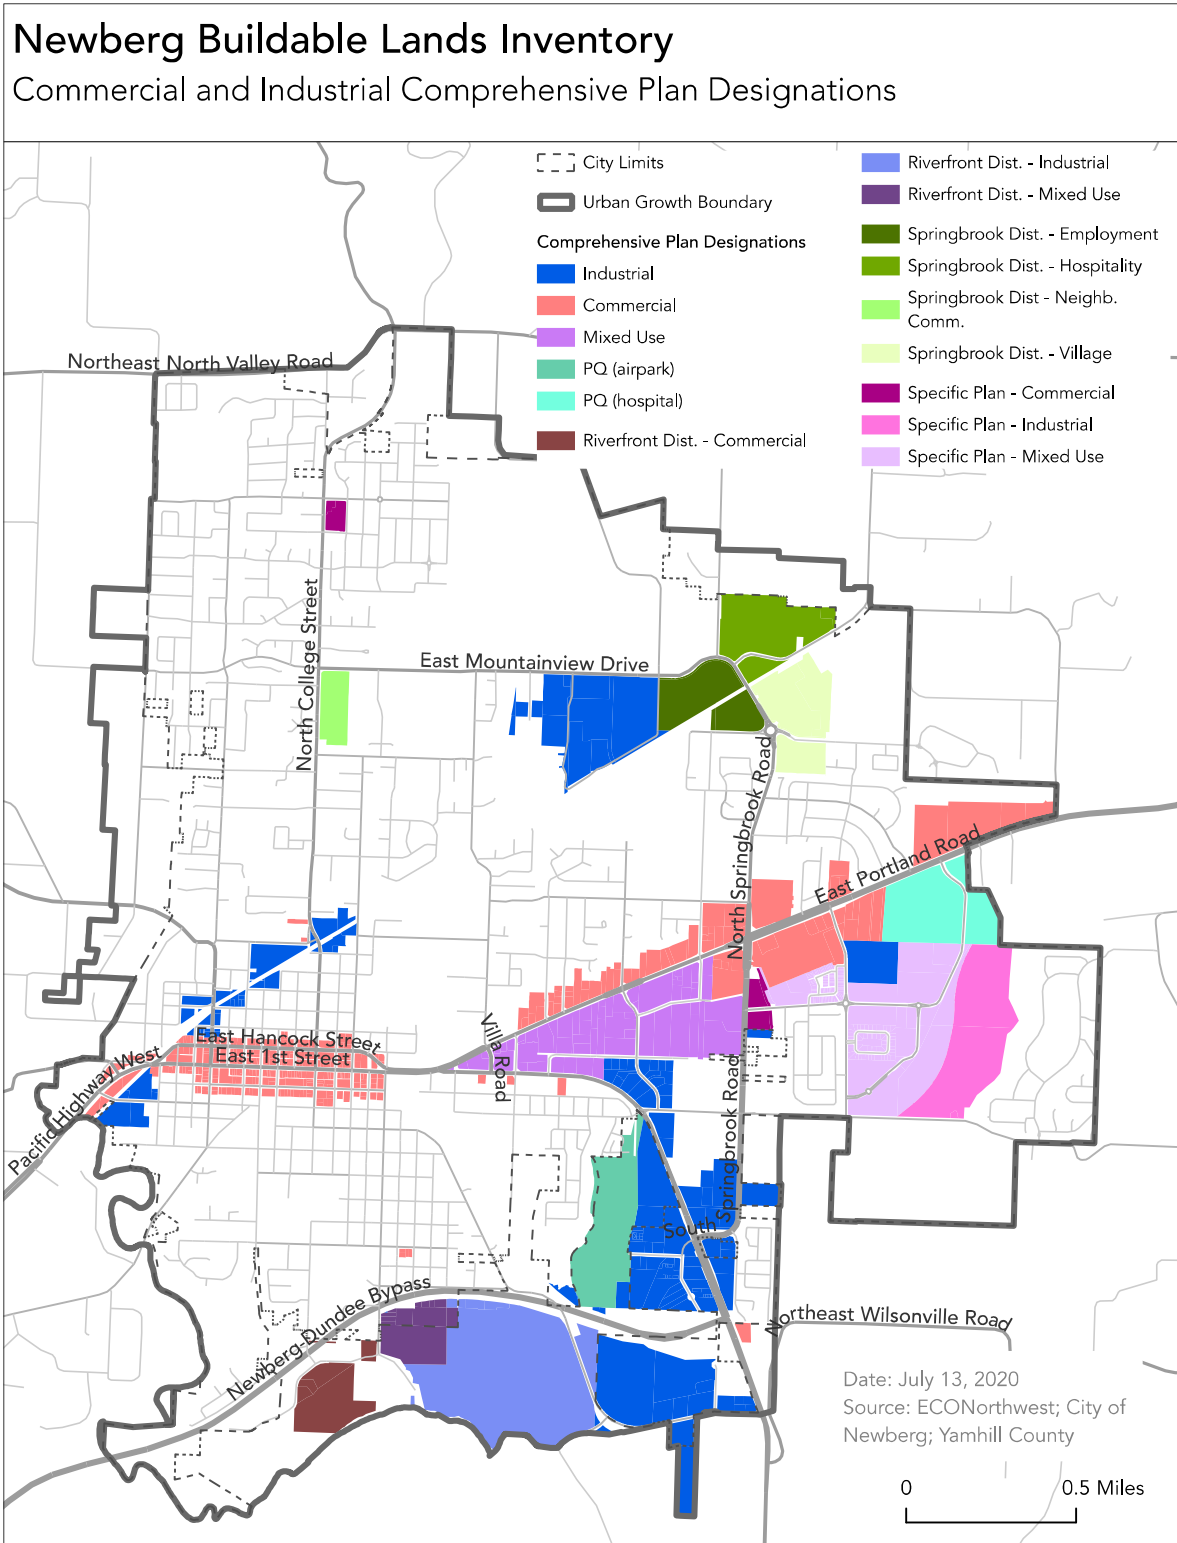 Newberg Buildable Lands Inventory
Commercial and Industrial Comprehensive Plan Designations
City Limits
Urban Growth Boundary
Comprehensive Plan Designations
Industrial
Commercial
Mixed Use
PQ (airpark)
PQ (hospital)
Riverfront Dist. - Commercial
Riverfront Dist. - Industrial
Riverfront Dist. - Mixed Use
Springbrook Dist. - Employment
Springbrook Dist. - Hospitality
Springbrook Dist - Neighb.
Comm.
Springbrook Dist. - Village
Specific Plan - Commercial
Specific Plan - Industrial
Specific Plan - Mixed Use
Northeast North Valley Road
North College Street
East Mountainview Drive
North Springbrook Road
East Portland Road
Villa Road
East Hancock Street
East 1st Street
Pacific Highway West
South Springbrook Road
Newberg-Dundee Bypass
Northeast Wilsonville Road
Date: July 13, 2020
Source: ECONorthwest; City of
Newberg; Yamhill County
0
0.5 Miles